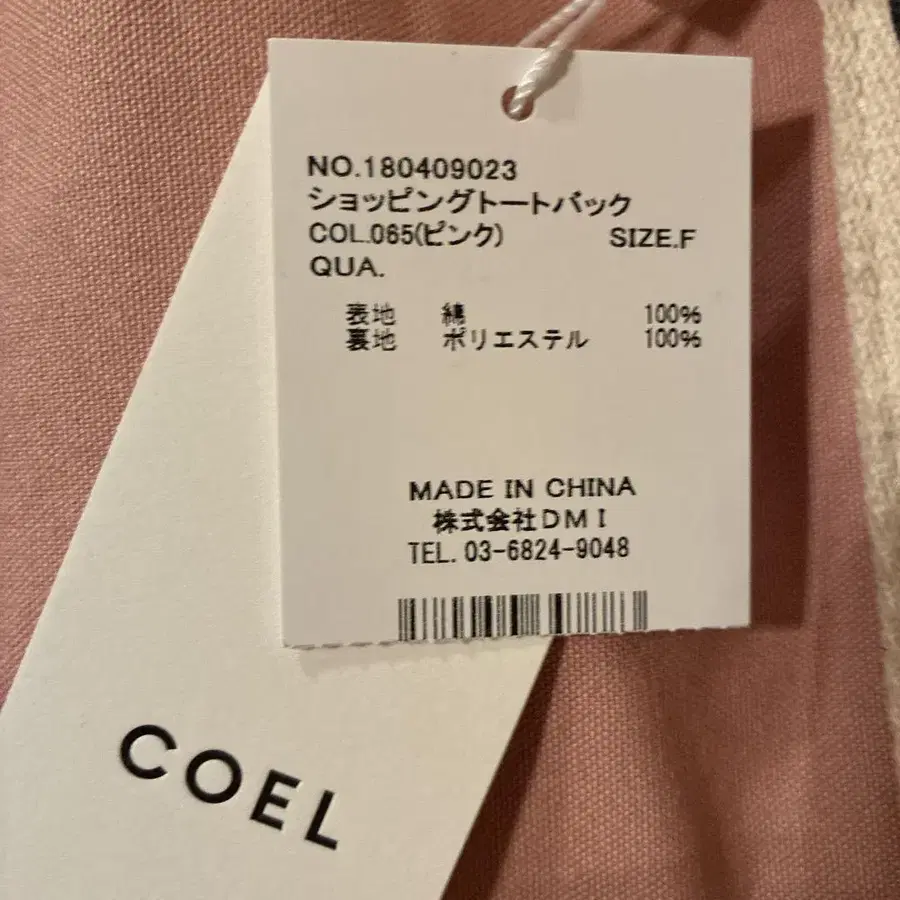 NO.180409023
ショッピングトートバック
COL.065(ピンク) SIZE.F
QUA.
表地 綿 100%
裏地 ポリエステル 100%
MADE IN CHINA
株式会社DMI
TEL. 03-6824-9048
COEL